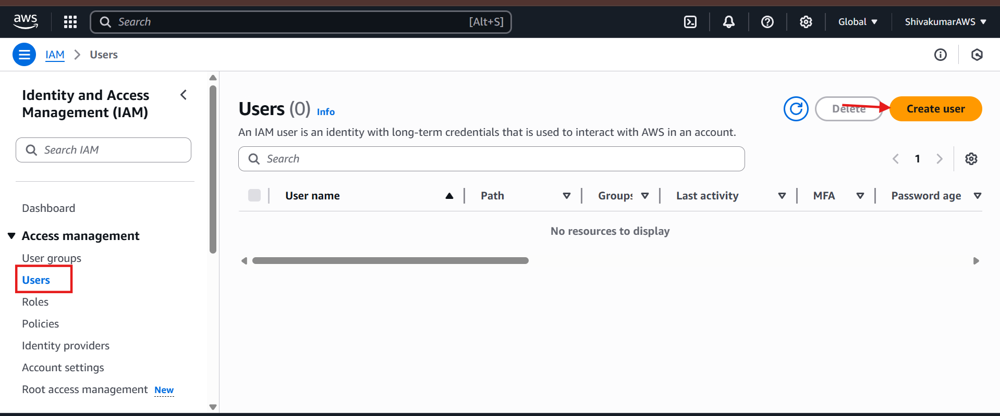 aws
Search [Alt+S]
Global
ShivakumarAWS
IAM
Users
Identity and Access
Management (IAM)
Search IAM
Dashboard
Access management
User groups
Users
Roles
Policies
Identity providers
Account settings
Root access management New
Users (0) Info
Delete
Create user
An IAM user is an identity with long-term credentials that is used to interact with AWS in an account.
Search
1
User name
Path
Groups
Last activity
MFA
Password age
No resources to display